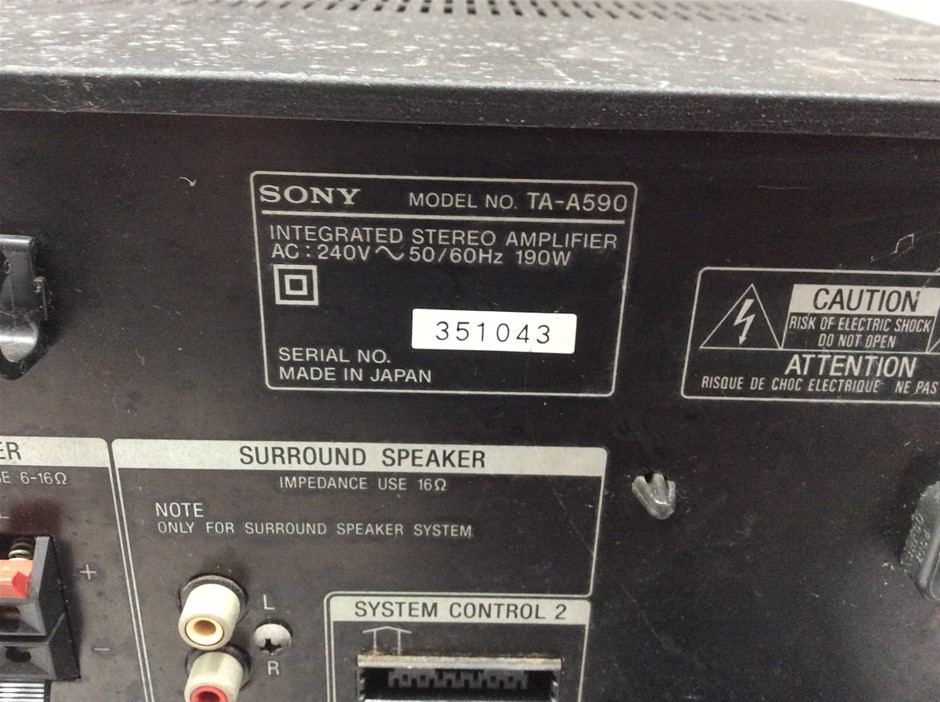 SONY MODEL NO. TA-A590
INTEGRATED STEREO AMPLIFIER
AC : 240V ~ 50/60Hz 190W
351043
SERIAL NO.
MADE IN JAPAN
CAUTION
RISK OF ELECTRIC SHOCK
DO NOT OPEN
ATTENTION
RISQUE DE CHOC ELECTRIQUE NE PAS
ER
SE 6-16Ω
L
+
−
SURROUND SPEAKER
IMPEDANCE USE 16Ω
NOTE
ONLY FOR SURROUND SPEAKER SYSTEM
L
R
SYSTEM CONTROL 2